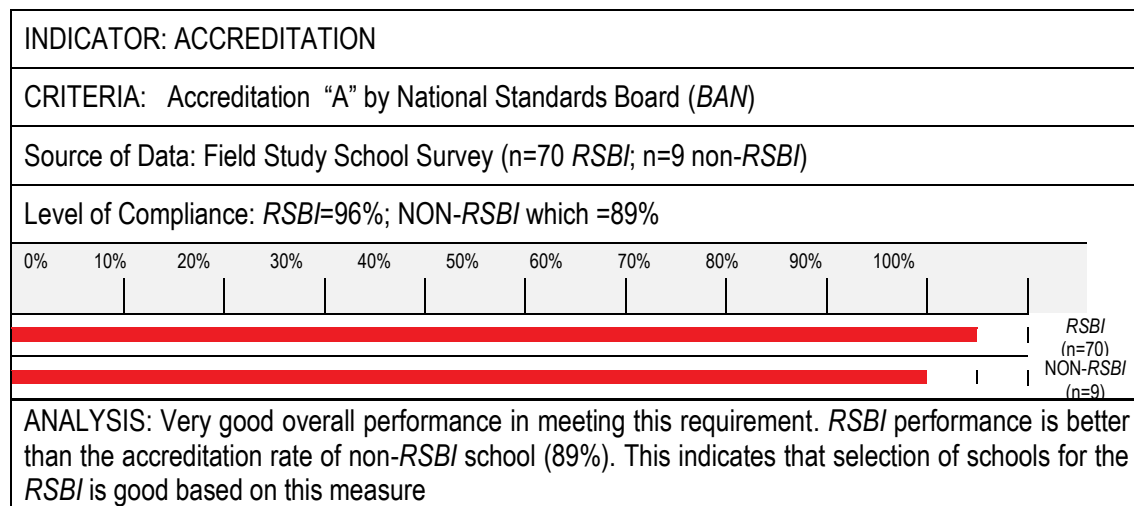 INDICATOR: ACCREDITATION
CRITERIA: Accreditation “A” by National Standards Board (BAN)
Source of Data: Field Study School Survey (n=70 RSBI; n=9 non-RSBI)
Level of Compliance: RSBI=96%; NON-RSBI which =89%
0% 10% 20% 30% 40% 50% 60% 70% 80% 90% 100%
RSBI
(n=70)
NON-RSBI
(n=9)
ANALYSIS: Very good overall performance in meeting this requirement. RSBI performance is better
than the accreditation rate of non-RSBI school (89%). This indicates that selection of schools for the
RSBI is good based on this measure